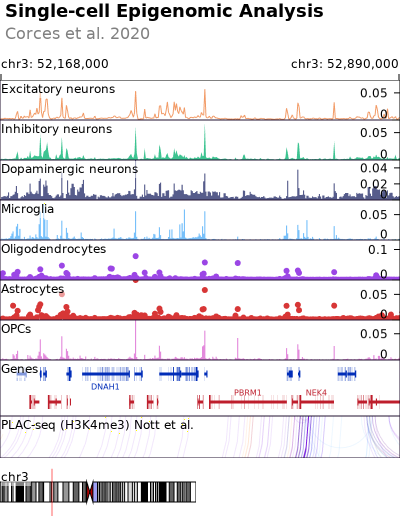 Single-cell Epigenomic Analysis
Corces et al. 2020
chr3: 52,168,000 chr3: 52,890,000
Excitatory neurons 0.05
0
Inhibitory neurons 0.05
0
Dopaminergic neurons 0.04
0.02
0
Microglia 0.05
0
Oligodendrocytes 0.1
0
Astrocytes 0.05
0
OPCs 0.05
0
Genes
DNAH1
PBRM1 NEK4
PLAC-seq (H3K4me3) Nott et al.
chr3